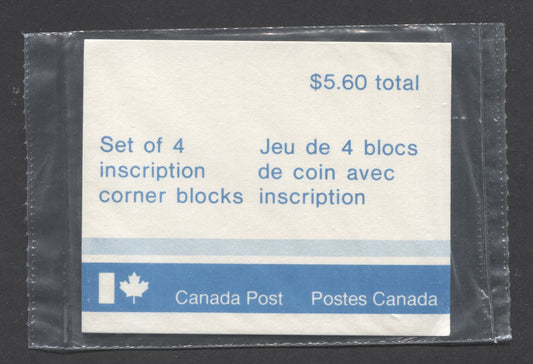 $5.60 total
Set of 4
inscription
corner blocks
Jeu de 4 blocs
de coin avec
inscription
Canada Post Postes Canada